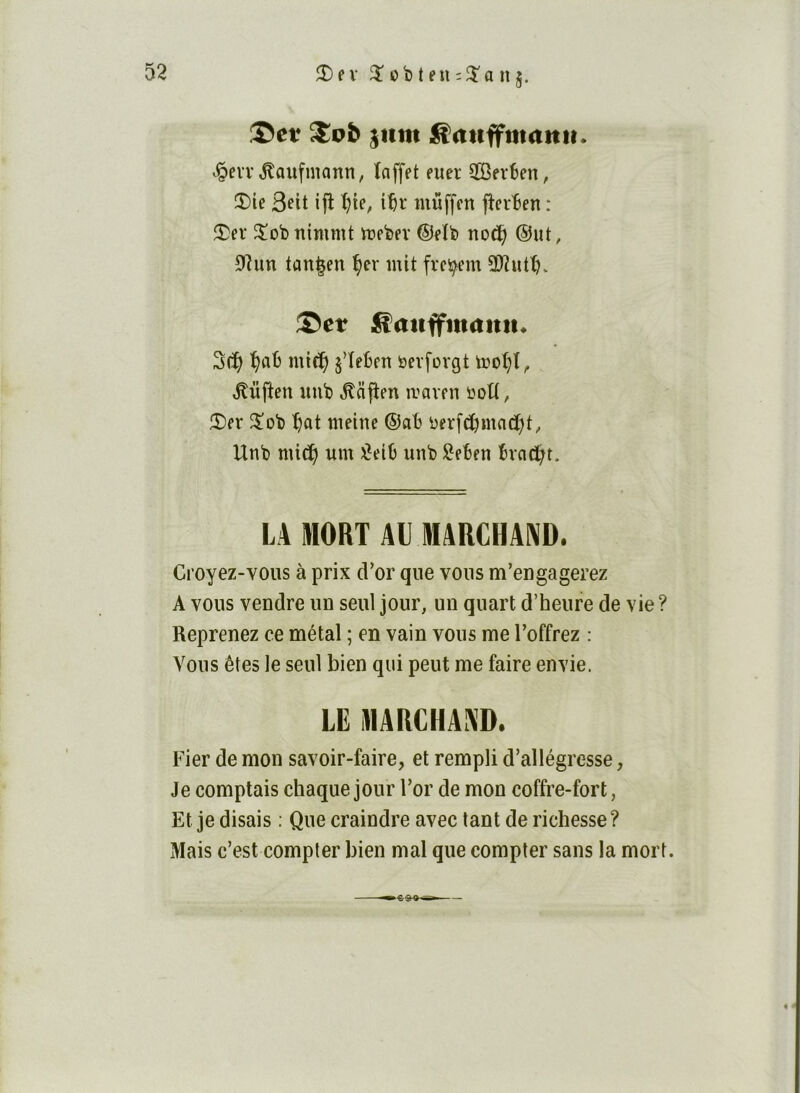 52 Der Todten-Tanz.
Der Tod zum Kauffmann.
Herr Kaufmann, lasset euer Werben,
Die Zeit ist hie, ihr müssen sterben:
Der Tod nimmt weder Geld noch Gut,
Nun tantzen her mit freyem Muth.
Der Kauffmann.
Ich hab mich z'leben versorgt wohl,
Küsten und Kästen waren voll,
Der Tod hat meine Gab verschmacht,
Und mich um Leib und Leben bracht.
LA MORT AU MARCHAND.
Croyez-vous à prix d'or que vous m'engagerez
A vous vendre un seul jour, un quart d'heure de vie?
Reprenez ce métal; en vain vous me l'offrez :
Vous êtes le seul bien qui peut me faire envie.
LE MARCHAND.
Fier de mon savoir-faire, et rempli d'allégresse,
Je comptais chaque jour l'or de mon coffre-fort,
Et je disais : Que craindre avec tant de richesse?
Mais c'est compter bien mal que compter sans la mort.